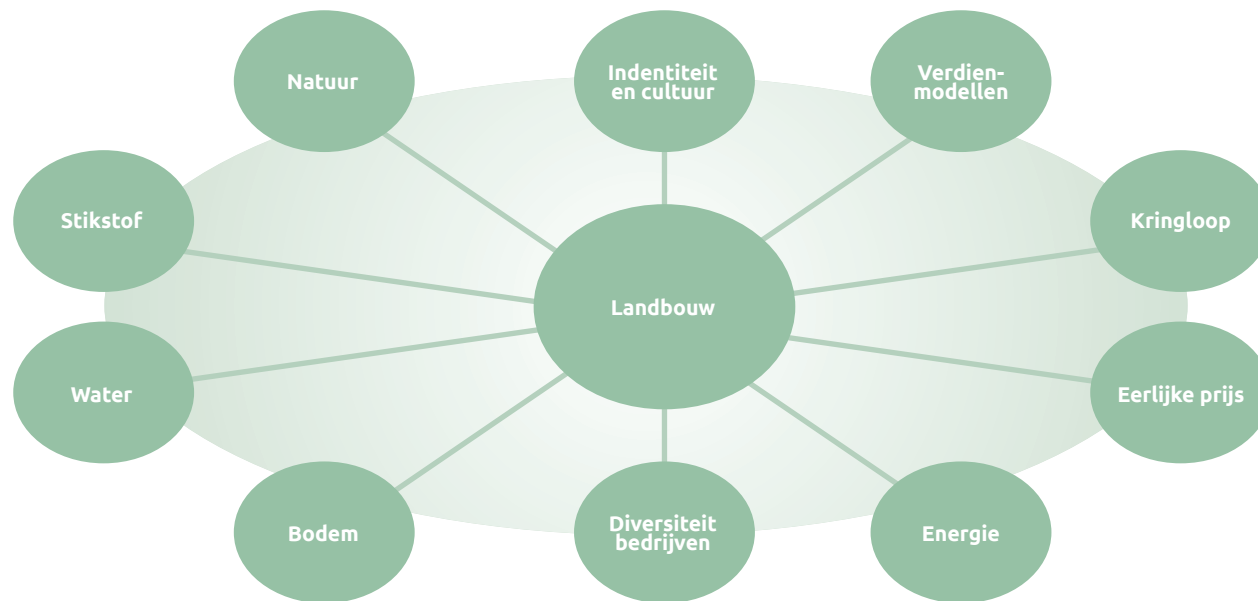 Natuur
Indentiteit
en cultuur
Verdien-
modellen
Stikstof
Kringloop
Landbouw
Water
Eerlijke prijs
Bodem
Diversiteit
bedrijven
Energie